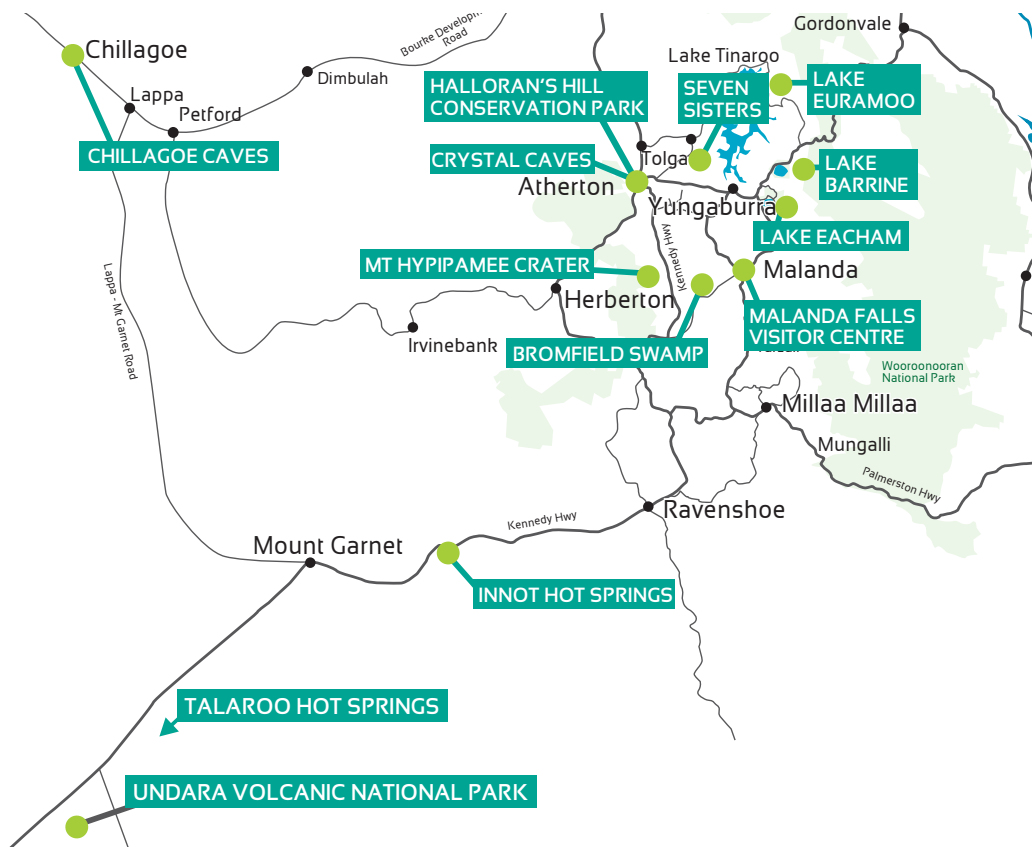 Gordonvale
Chillagoe
Bourke Develop
Road
Lake Tinaroo
Dimbulah
HALLORAN'S HILL
CONSERVATION PARK
SEVEN
SISTERS
LAKE
EURAMOO
Lappa
Petford
CHILLAGOE CAVES
CRYSTAL CAVES
Tolga
LAKE
BARRINE
Atherton
Yungaburra
LAKE EACHAM
Kennedy Hwy
MT HYPIPAMEE CRATER
Malanda
Herberton
Lappa - Mt Garnet Road
Irvinebank
BROMFIELD SWAMP
MALANDA FALLS
VISITOR CENTRE
Wooroonooran
National Park
Millaa Millaa
Mungalli
Palmerston Hwy
Ravenshoe
Kennedy Hwy
Mount Garnet
INNOT HOT SPRINGS
TALAROO HOT SPRINGS
UNDARA VOLCANIC NATIONAL PARK